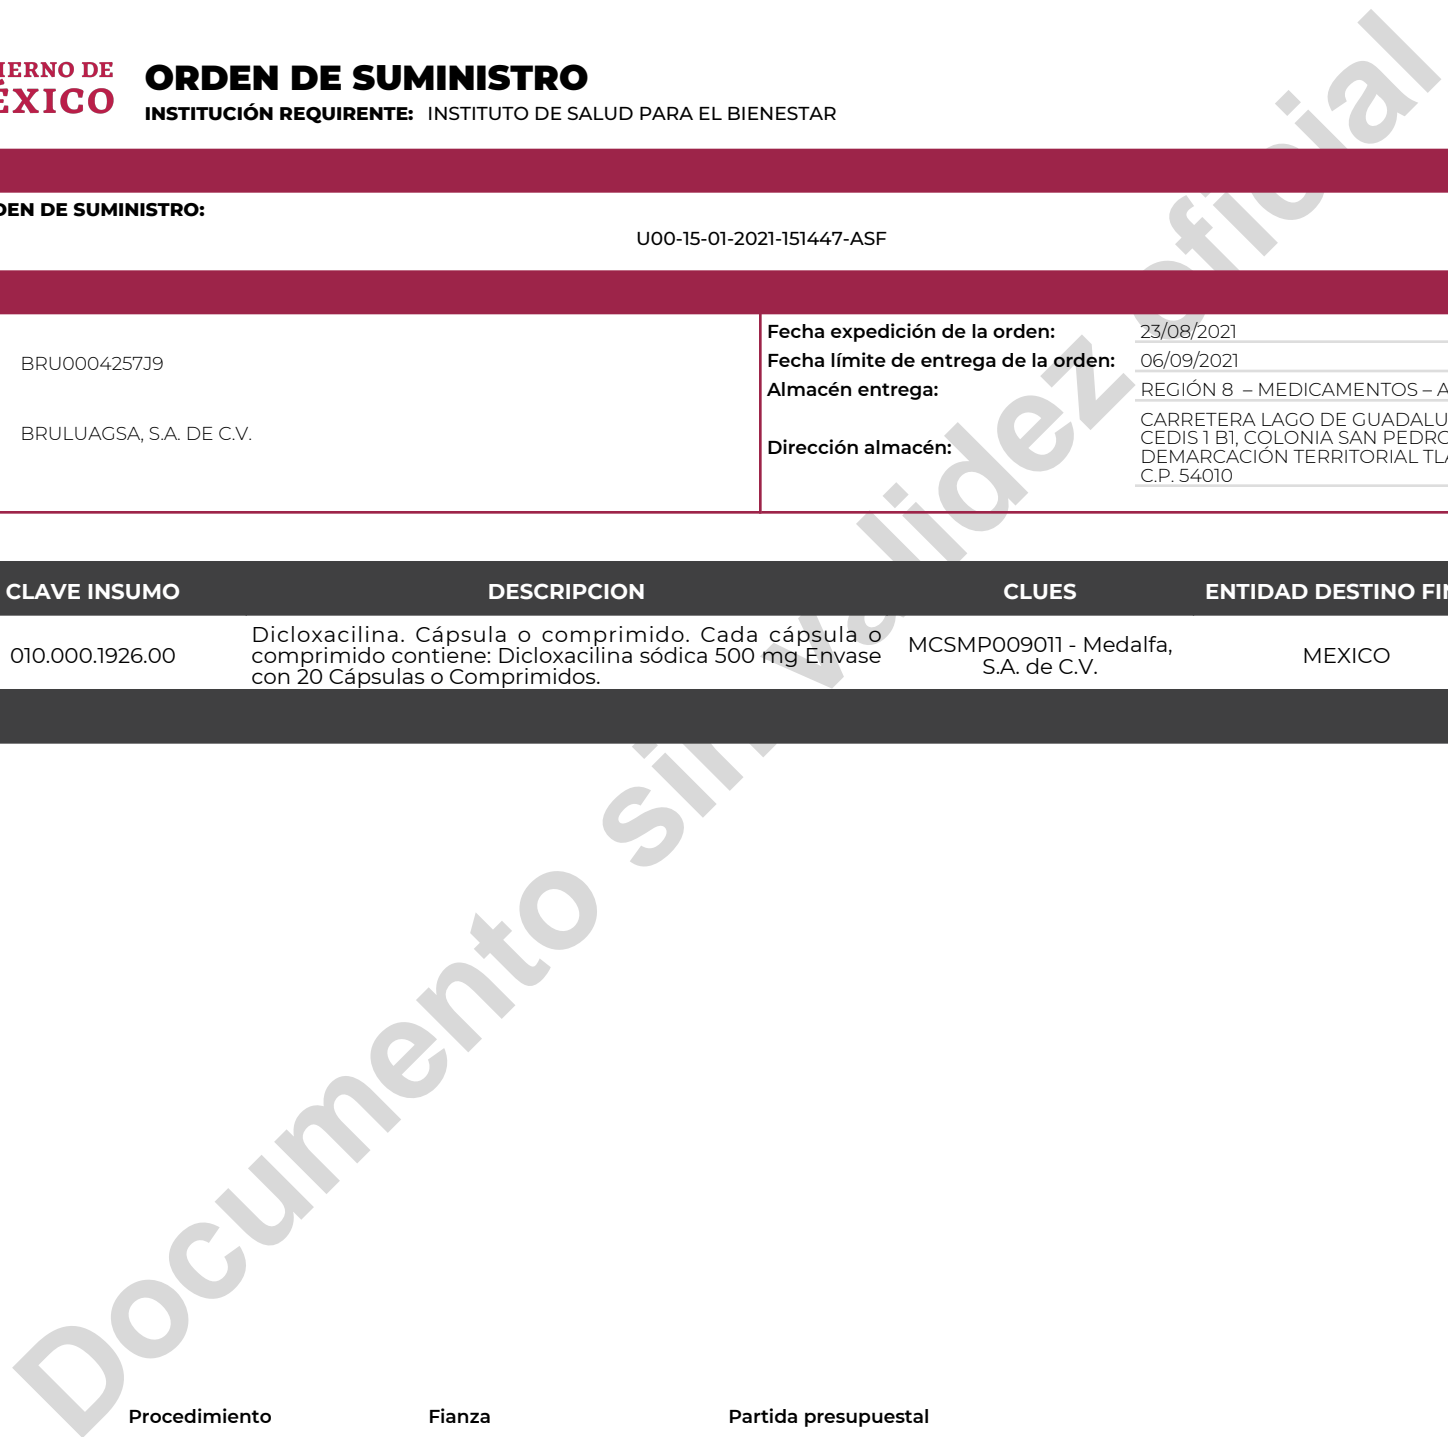 IERNO DE
ÉXICO
ORDEN DE SUMINISTRO
INSTITUCIÓN REQUIRENTE: INSTITUTO DE SALUD PARA EL BIENESTAR
DEN DE SUMINISTRO:
U00-15-01-2021-151447-ASF
BRU0004257J9
BRULUAGSA, S.A. DE C.V.
Fecha expedición de la orden: 23/08/2021
Fecha límite de entrega de la orden: 06/09/2021
Almacén entrega: REGIÓN 8 – MEDICAMENTOS – A
Dirección almacén:
CARRETERA LAGO DE GUADALU
CEDIS 1 B1, COLONIA SAN PEDRO
DEMARCACIÓN TERRITORIAL TLA
C.P. 54010
CLAVE INSUMO DESCRIPCION CLUES ENTIDAD DESTINO FIN
010.000.1926.00
Dicloxacilina. Cápsula o comprimido. Cada cápsula o
comprimido contiene: Dicloxacilina sódica 500 mg Envase
con 20 Cápsulas o Comprimidos.
MCSMP009011 - Medalfa,
S.A. de C.V.
MEXICO
Documento sin validez oficial
Procedimiento Fianza Partida presupuestal